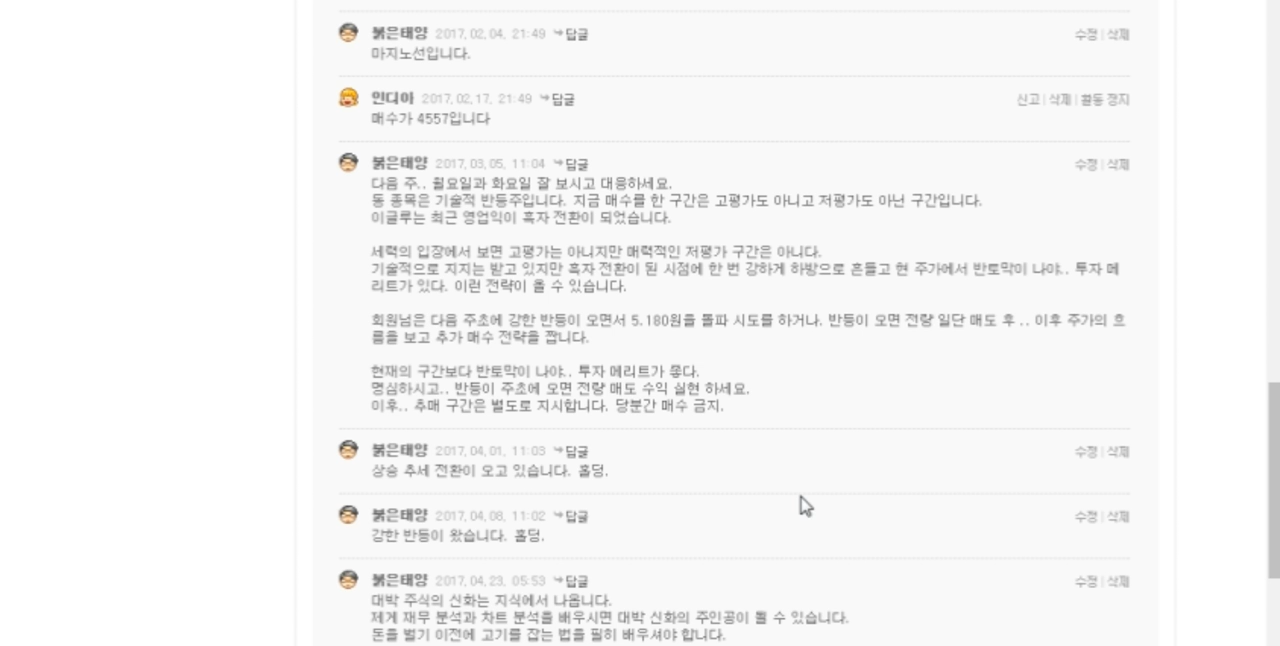 붉은태양 2017.02.04. 21:49 답글 수정 | 삭제
마지노선입니다.
인디아 2017.02.17. 21:49 답글 신고 | 삭제 | 활동 정지
매수가 4557입니다
붉은태양 2017.03.05. 11:04 답글 수정 | 삭제
다음 주.. 월요일과 화요일 잘 보시고 대응하세요.
동 종목은 기술적 반등주입니다. 지금 매수를 한 구간은 고평가도 아니고 저평가도 아닌 구간입니다.
이글루는 최근 영업익이 흑자 전환이 되었습니다.
세력의 입장에서 보면 고평가는 아니지만 매력적인 저평가 구간은 아니다.
기술적으로 지지는 받고 있지만 흑자 전환이 된 시점에 한 번 강하게 하방으로 흔들고 현 주가에서 반토막이 나야.. 투자 메
리트가 있다. 이런 전략이 올 수 있습니다.
회원님은 다음 주초에 강한 반등이 오면서 5.180원을 돌파 시도를 하거나. 반등이 오면 전량 일단 매도 후 .. 이후 주가의 흐
름을 보고 추가 매수 전략을 짭니다.
현재의 구간보다 반토막이 나야.. 투자 메리트가 좋다.
명심하시고.. 반등이 주초에 오면 전량 매도 수익 실현 하세요.
이후.. 추매 구간은 별도로 지시합니다. 당분간 매수 금지.
붉은태양 2017.04.01. 11:03 답글 수정 | 삭제
상승 추세 전환이 오고 있습니다. 홀딩.
붉은태양 2017.04.08. 11:02 답글 수정 | 삭제
강한 반등이 왔습니다. 홀딩.
붉은태양 2017.04.23. 05:53 답글 수정 | 삭제
대박 주식의 신화는 지식에서 나옵니다.
제게 재무 분석과 차트 분석을 배우시면 대박 신화의 주인공이 될 수 있습니다.
돈을 벌기 이전에 고기를 잡는 법을 필히 배우셔야 합니다.